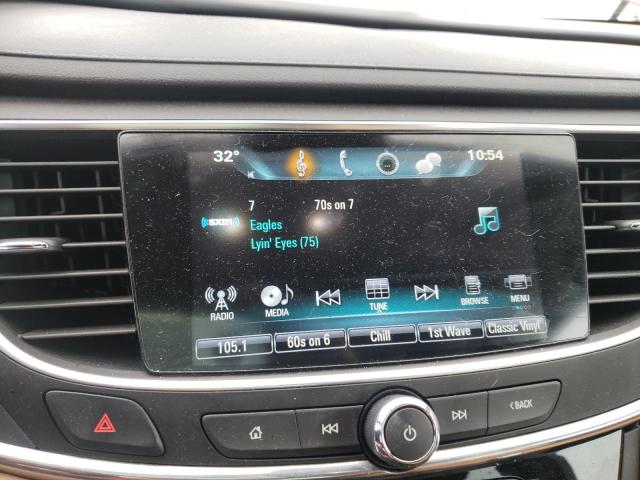 32° 10:54
7 70s on 7
((sxm))
Eagles
Lyin' Eyes (75)
RADIO MEDIA TUNE BROWSE MENU
105.1 60s on 6 Chill 1st Wave Classic Vinyl
BACK